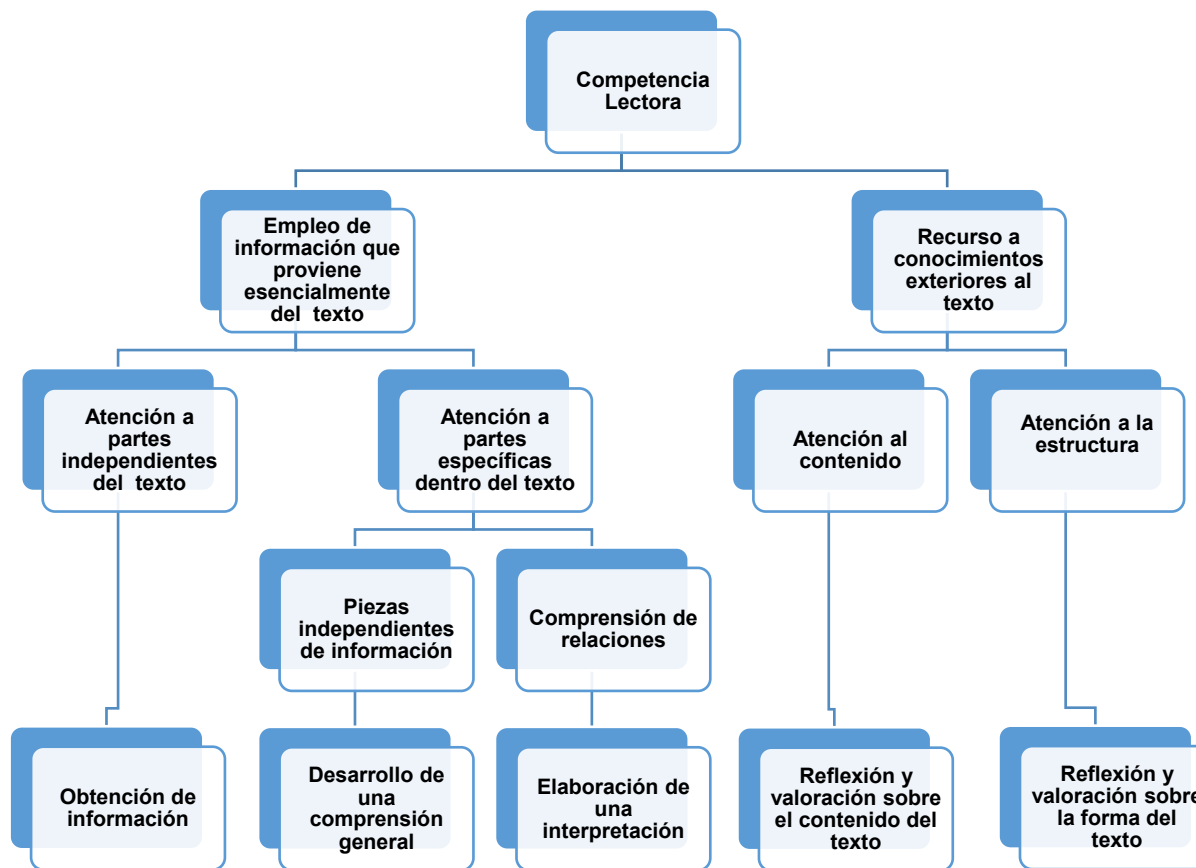 Competencia
Lectora
Empleo de
información que
proviene
esencialmente
del texto
Recurso a
conocimientos
exteriores al
texto
Atención a
partes
independientes
del texto
Atención a
partes
específicas
dentro del texto
Atención al
contenido
Atención a la
estructura
Piezas
independientes
de información
Comprensión de
relaciones
Obtención de
información
Desarrollo de
una
comprensión
general
Elaboración de
una
interpretación
Reflexión y
valoración sobre
el contenido del
texto
Reflexión y
valoración sobre
la forma del
texto